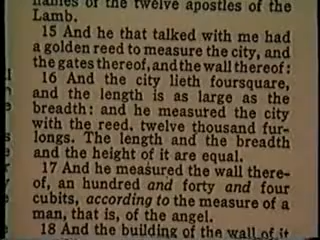 names of the twelve apostles of the
Lamb.
15 And he that talked with me had
a golden reed to measure the city, and
the gates thereof, and the wall thereof:
16 And the city lieth foursquare,
and the length is as large as the
breadth: and he measured the city
with the reed, twelve thousand fur-
longs. The length and the breadth
and the height of it are equal.
17 And he measured the wall there-
of, an hundred and forty and four
cubits, according to the measure of a
man, that is, of the angel.
18 And the building of the wall of it